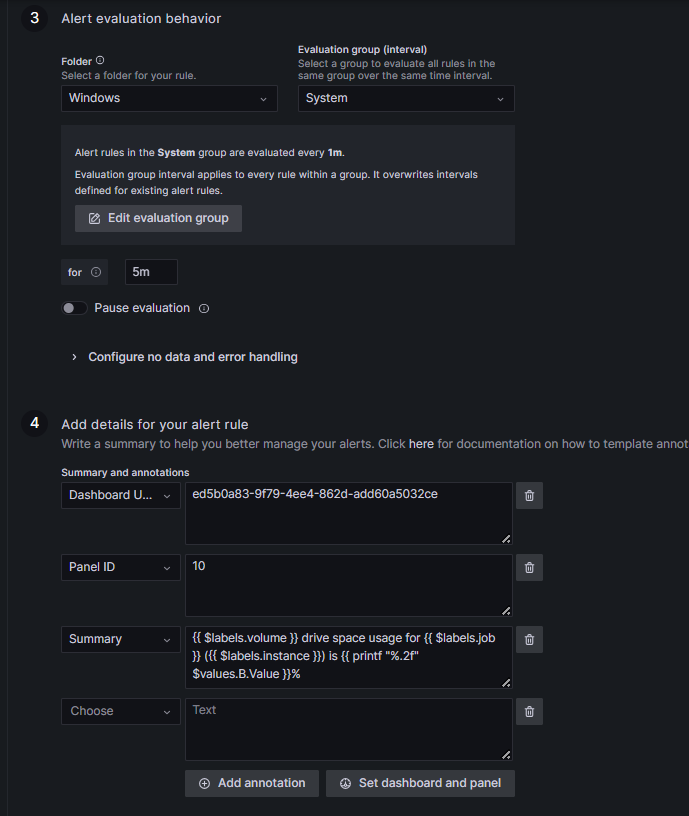 3 Alert evaluation behavior
Folder
Select a folder for your rule.
Windows
Evaluation group (interval)
Select a group to evaluate all rules in the
same group over the same time interval.
System
Alert rules in the System group are evaluated every 1m.
Evaluation group interval applies to every rule within a group. It overwrites intervals
defined for existing alert rules.
Edit evaluation group
for 5m
Pause evaluation
Configure no data and error handling
4 Add details for your alert rule
Write a summary to help you better manage your alerts. Click here for documentation on how to template annot
Summary and annotations
Dashboard U... ed5b0a83-9f79-4ee4-862d-add60a5032ce
Panel ID 10
Summary {{ $labels.volume }} drive space usage for {{ $labels.job
}} ({{ $labels.instance }}) is {{ printf "%.2f"
$values.B.Value }}%
Choose Text
Add annotation Set dashboard and panel